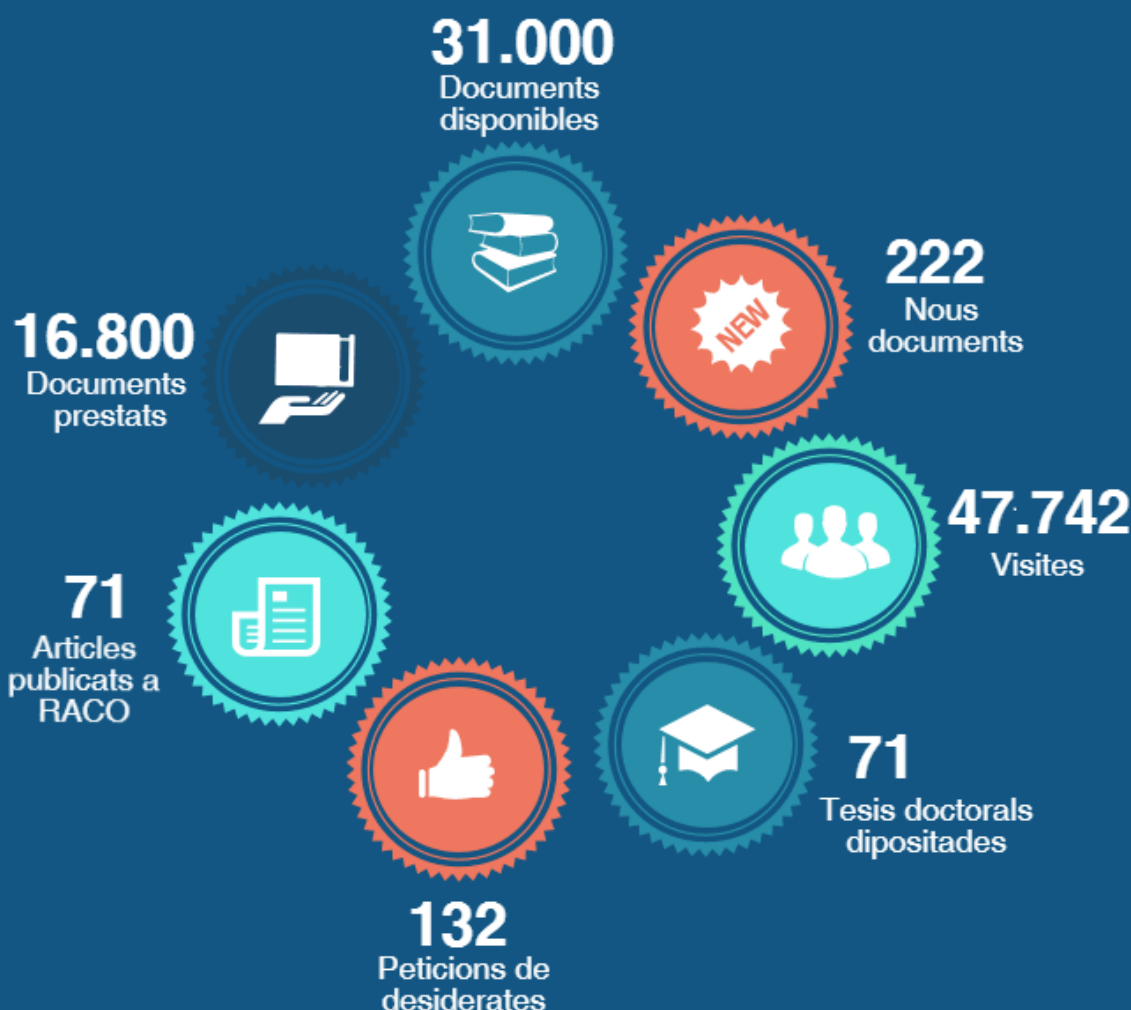 31.000
Documents
disponibles
222
Nous
documents
NEW
47.742
Visites
71
Tesis doctorals
dipositades
132
Peticions de
desiderates
71
Articles
publicats a
RACO
16.800
Documents
prestats